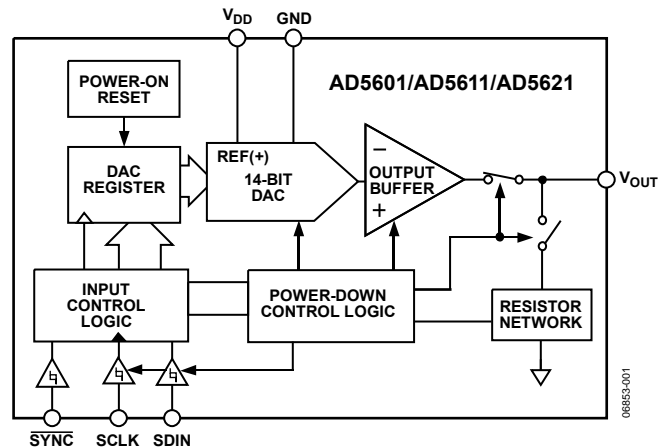 VDD
GND
AD5601/AD5611/AD5621
POWER-ON
RESET
REF(+)
14-BIT
DAC
DAC
REGISTER
−
OUTPUT
BUFFER
+
VOUT
INPUT
CONTROL
LOGIC
POWER-DOWN
CONTROL LOGIC
RESISTOR
NETWORK
SYNC
SCLK
SDIN
06853-001